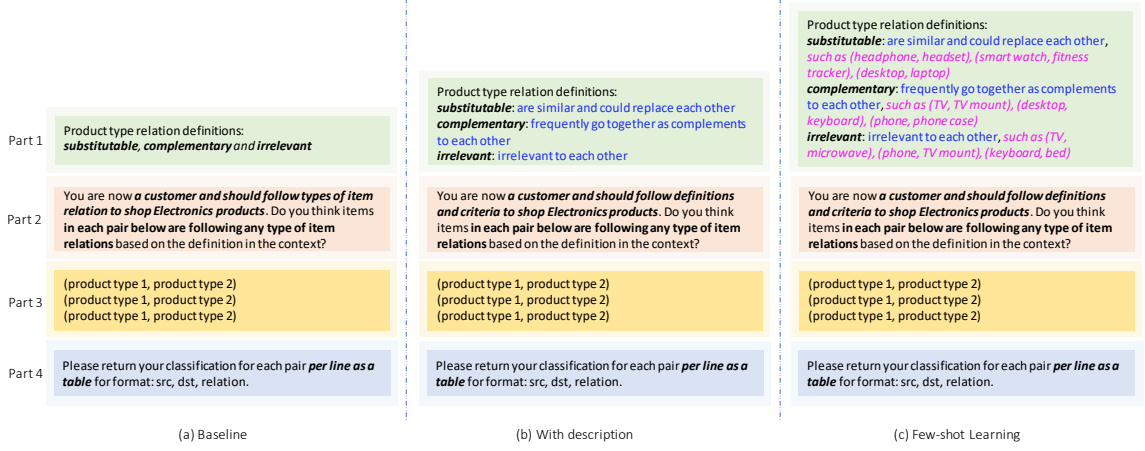 Part 1
Product type relation definitions:
substitutable, complementary and irrelevant
Product type relation definitions:
substitutable: are similar and could replace each other
complementary: frequently go together as complements
to each other
irrelevant: irrelevant to each other
Product type relation definitions:
substitutable: are similar and could replace each other,
such as (headphone, headset), (smart watch, fitness
tracker), (desktop, laptop)
complementary: frequently go together as complements
to each other, such as (TV, TV mount), (desktop,
keyboard), (phone, phone case)
irrelevant: irrelevant to each other, such as (TV,
microwave), (phone, TV mount), (keyboard, bed)
Part 2
You are now a customer and should follow types of item
relation to shop Electronics products. Do you think items
in each pair below are following any type of item
relations based on the definition in the context?
You are now a customer and should follow definitions
and criteria to shop Electronics products. Do you think
items in each pair below are following any type of item
relations based on the definition in the context?
You are now a customer and should follow definitions
and criteria to shop Electronics products. Do you think
items in each pair below are following any type of item
relations based on the definition in the context?
Part 3
(product type 1, product type 2)
(product type 1, product type 2)
(product type 1, product type 2)
(product type 1, product type 2)
(product type 1, product type 2)
(product type 1, product type 2)
(product type 1, product type 2)
(product type 1, product type 2)
(product type 1, product type 2)
Part 4
Please return your classification for each pair per line as a
table for format: src, dst, relation.
Please return your classification for each pair per line as a
table for format: src, dst, relation.
Please return your classification for each pair per line as a
table for format: src, dst, relation.
(a) Baseline
(b) With description
(c) Few-shot Learning